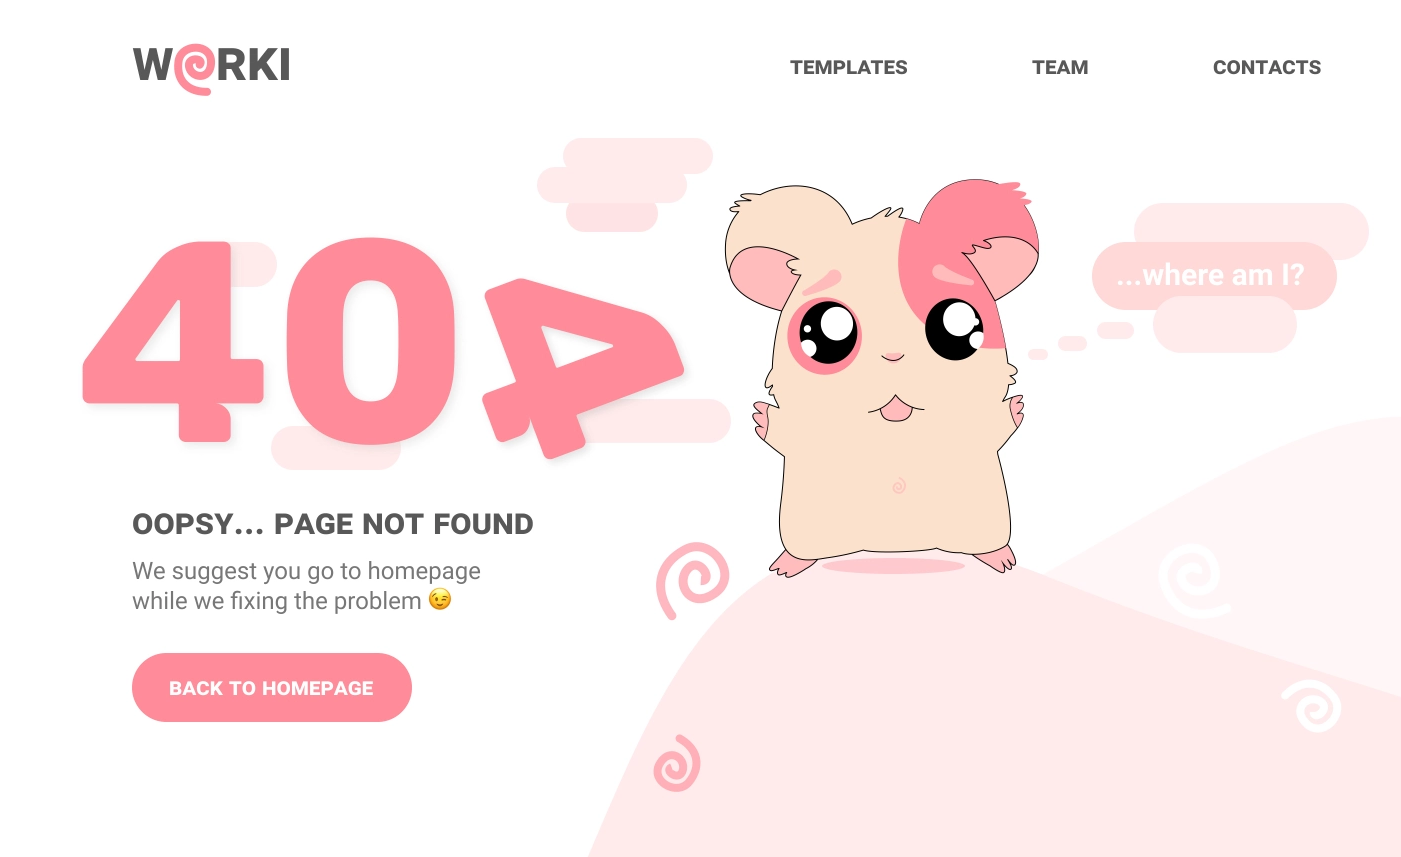 W@RKI
TEMPLATES
TEAM
CONTACTS
...where am I?
404
OOPSY... PAGE NOT FOUND
We suggest you go to homepage
while we fixing the problem 😉
BACK TO HOMEPAGE